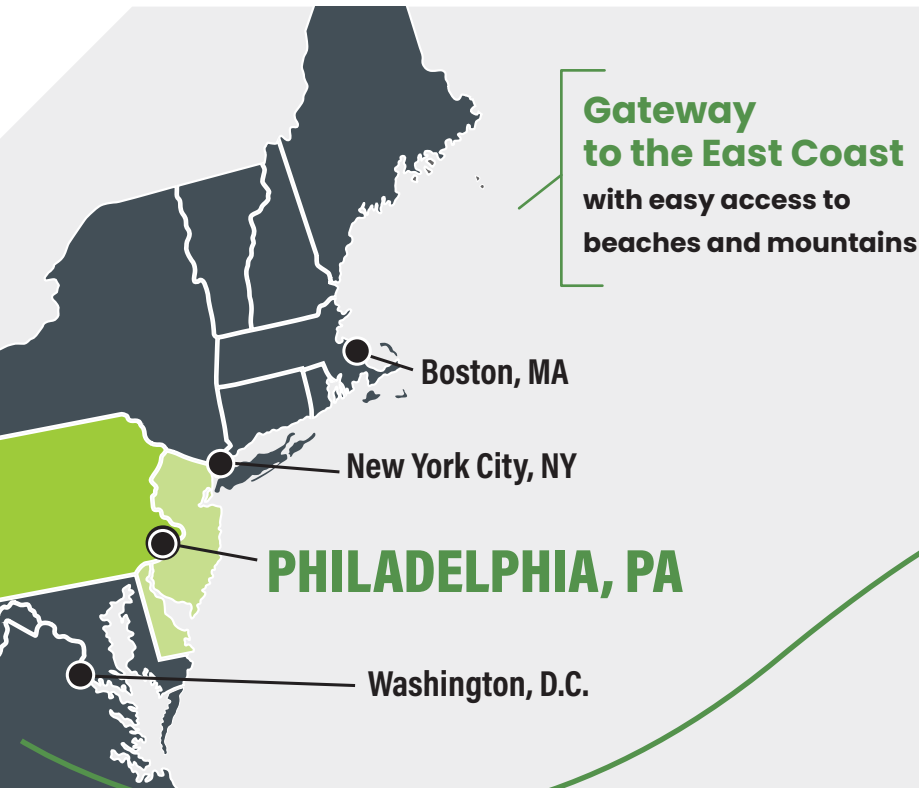 Gateway
to the East Coast
with easy access to
beaches and mountains
Boston, MA
New York City, NY
PHILADELPHIA, PA
Washington, D.C.